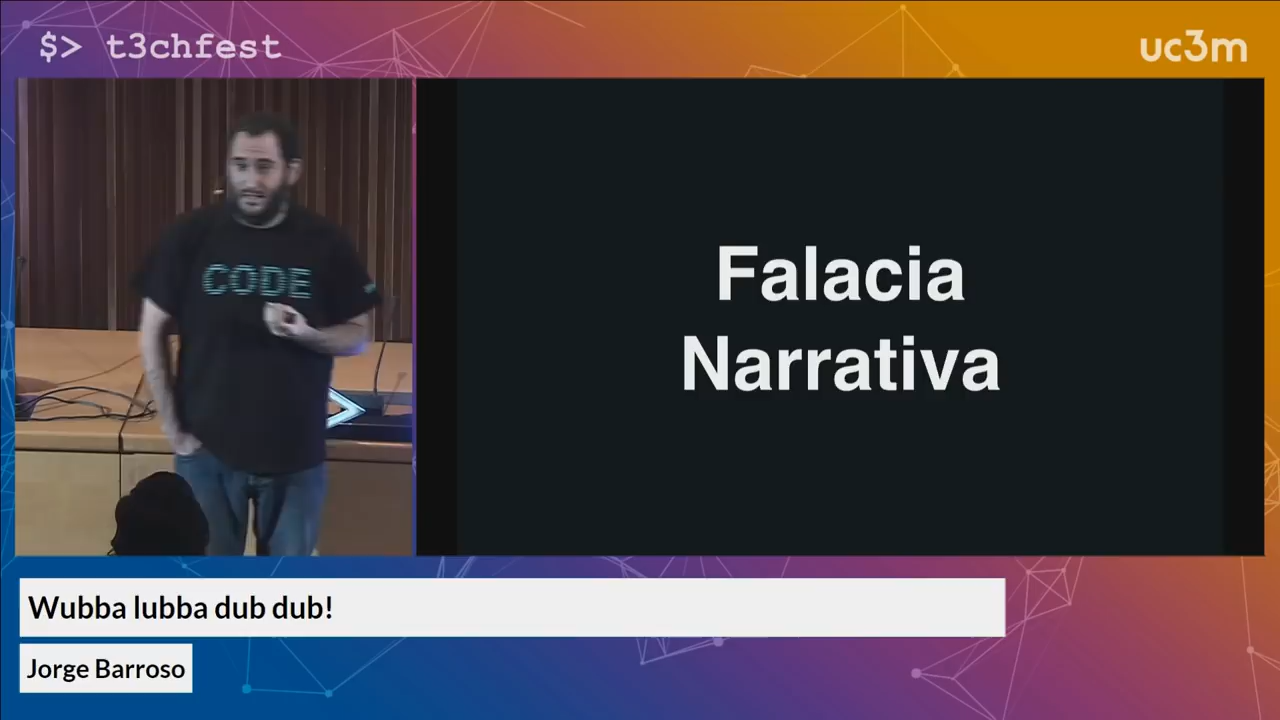 $> t3chfest
uc3m
CODE
Falacia
Narrativa
Wubba lubba dub dub!
Jorge Barroso